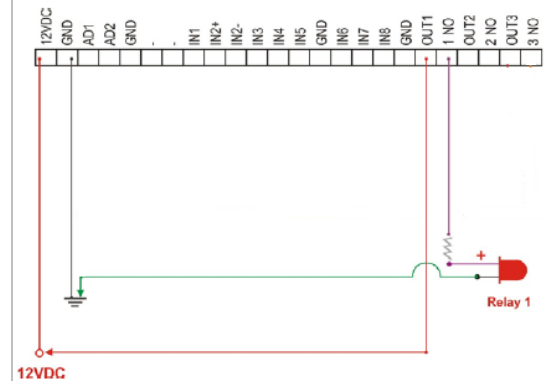 12VDC GND AD1 AD2 GND - - IN1 IN2+ IN2- IN3 IN4 IN5 GND IN6 IN7 IN8 GND OUT1 1 NO OUT2 2 NO OUT3 3 NO
+
Relay 1
12VDC